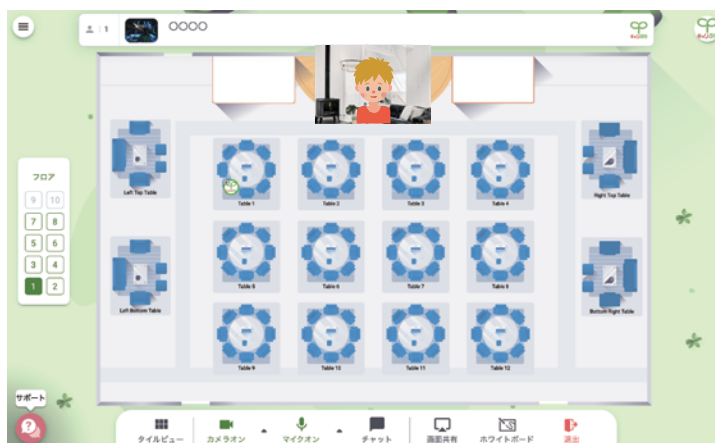 1
OOOO
Left Top Table
Table 1
Table 2
Table 3
Table 4
Right Top Table
フロア
9 10
7 8
5 6
3 4
1 2
Left Bottom Table
Table 5
Table 6
Table 7
Table 8
Bottom Right Table
Table 9
Table 10
Table 11
Table 12
サポート
タイルビュー
カメラオン
マイクオン
チャット
画面共有
ホワイトボード
退出